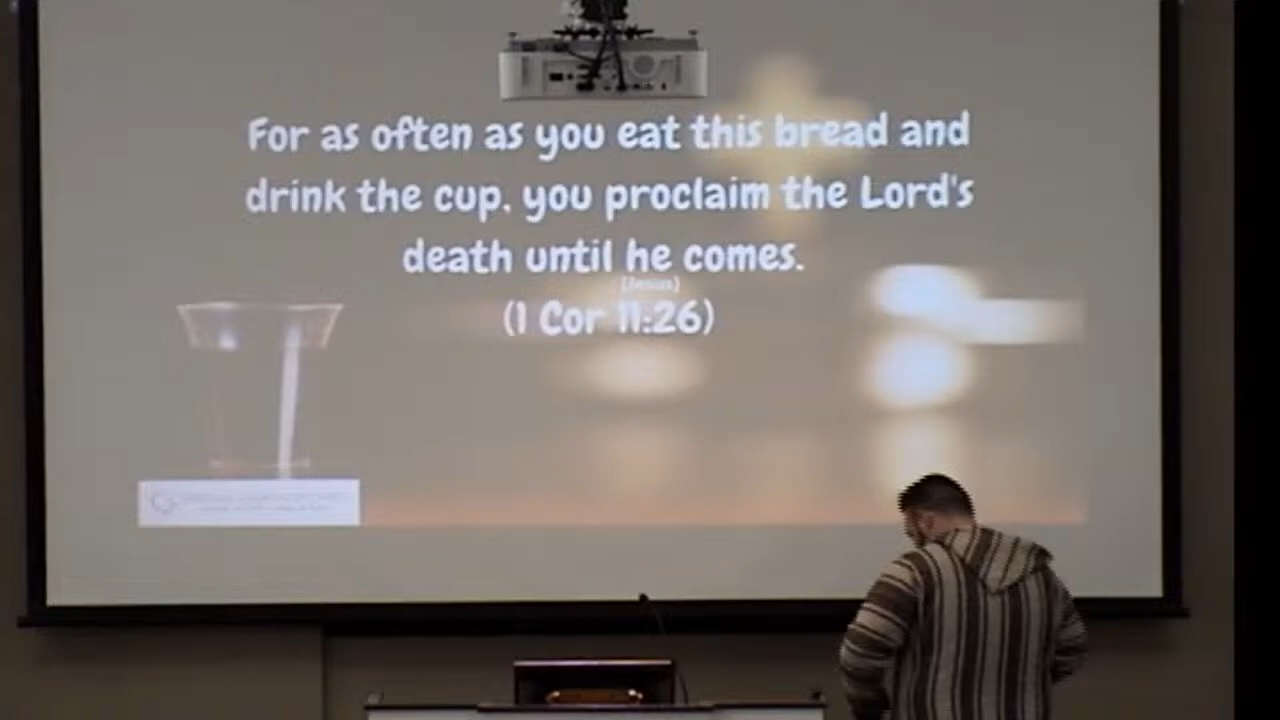 For as often as you eat this bread and
drink the cup, you proclaim the Lord's
death until he comes.
(Jesus)
(1 Cor 11:26)